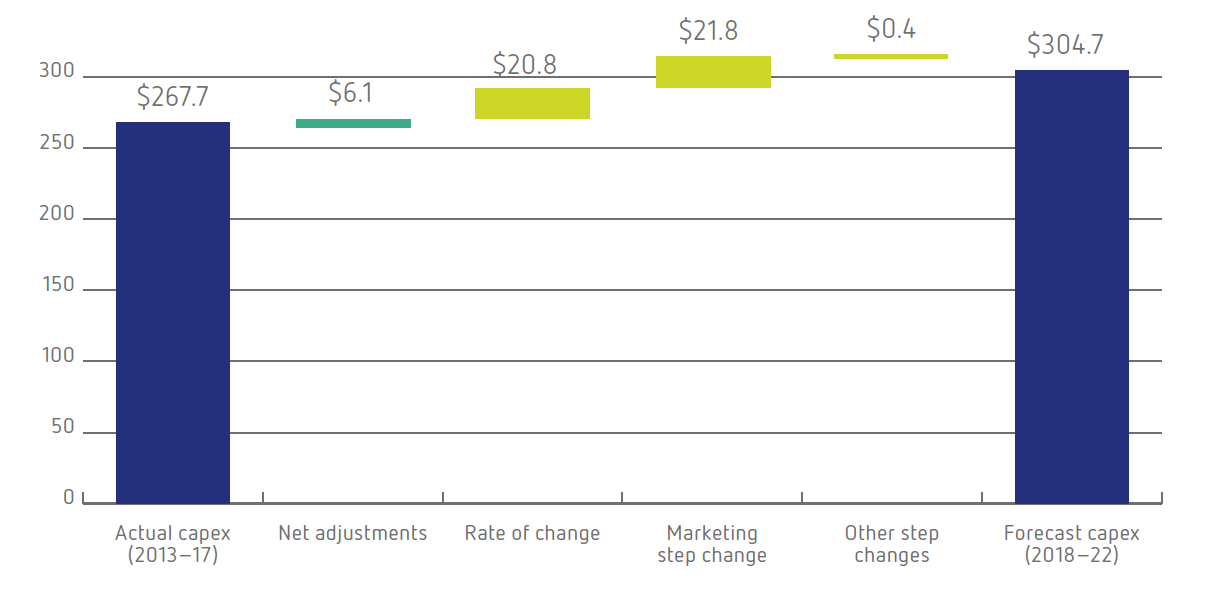 300
250
200
150
100
50
0
$267.7
$6.1
$20.8
$21.8
$0.4
$304.7
Actual capex
(2013–17)
Net adjustments
Rate of change
Marketing
step change
Other step
changes
Forecast capex
(2018–22)